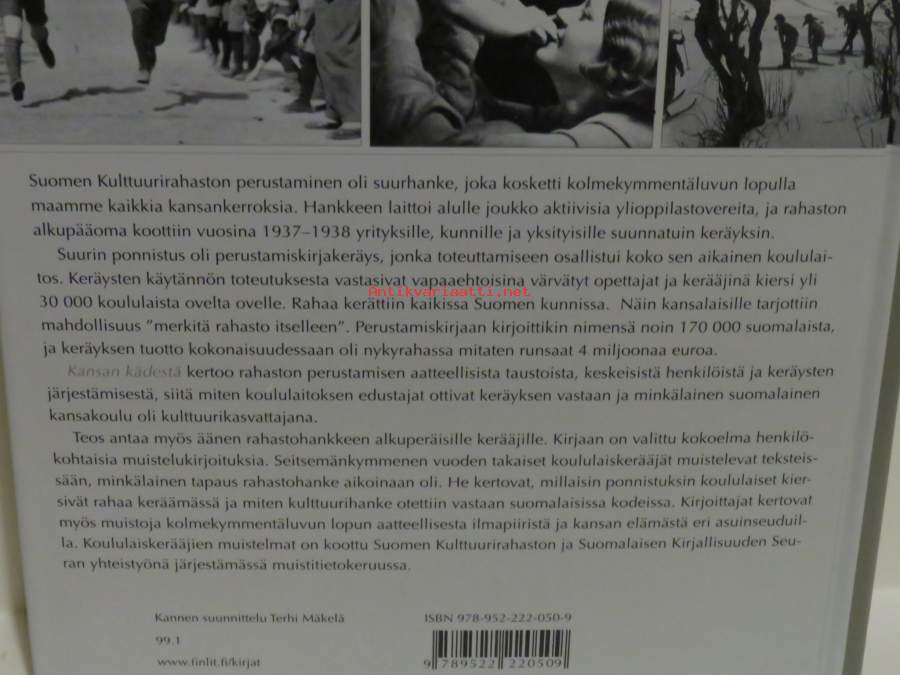 Suomen Kulttuurirahaston perustaminen oli suurhanke, joka kosketti kolmekymmentäluvun lopulla
maamme kaikkia kansankerroksia. Hankkeen laittoi alulle joukko aktiivisia ylioppilastovereita, ja rahaston
alkupääoma koottiin vuosina 1937–1938 yrityksille, kunnille ja yksityisille suunnatuin keräyksin.
Suurin ponnistus oli perustamiskirjakeräys, jonka toteuttamiseen osallistui koko sen aikainen koululai-
tos. Keräysten käytännön toteutuksesta vastasivat vapaaehtoisina värvätyt opettajat ja kerääjinä kiersi yli
Antikvariaatti.net
30 000 koululaista ovelta ovelle. Rahaa kerättiin kaikissa Suomen kunnissa. Näin kansalaisille tarjottiin
mahdollisuus ”merkitä rahasto itselleen”. Perustamiskirjaan kirjoittikin nimensä noin 170 000 suomalaista,
ja keräyksen tuotto kokonaisuudessaan oli nykyrahassa mitaten runsaat 4 miljoonaa euroa.
Kansan kädestä kertoo rahaston perustamisen aatteellisista taustoista, keskeisistä henkilöistä ja keräysten
järjestämisestä, siitä miten koululaitoksen edustajat ottivat keräyksen vastaan ja minkälainen suomalainen
kansakoulu oli kulttuurikasvattajana.
Teos antaa myös äänen rahastohankkeen alkuperäisille kerääjille. Kirjaan on valittu kokoelma henkilö-
kohtaisia muistelukirjoituksia. Seitsemänkymmenen vuoden takaiset koululaiskerääjät muistelevat teksteis-
sään, minkälainen tapaus rahastohanke aikoinaan oli. He kertovat, millaisin ponnistuksin koululaiset kier-
sivät rahaa keräämässä ja miten kulttuurihanke otettiin vastaan suomalaisissa kodeissa. Kirjoittajat kertovat
myös muistoja kolmekymmentäluvun lopun aatteellisesta ilmapiiristä ja kansan elämästä eri asuinseuduil-
la. Koululaiskerääjien muistelmat on koottu Suomen Kulttuurirahaston ja Suomalaisen Kirjallisuuden Seu-
ran yhteistyönä järjestämässä muistitietokeruussa.
Kannen suunnittelu Terhi Mäkelä
99.1
www.finlit.fi/kirjat
ISBN 978-952-222-050-9
9 789522 220509